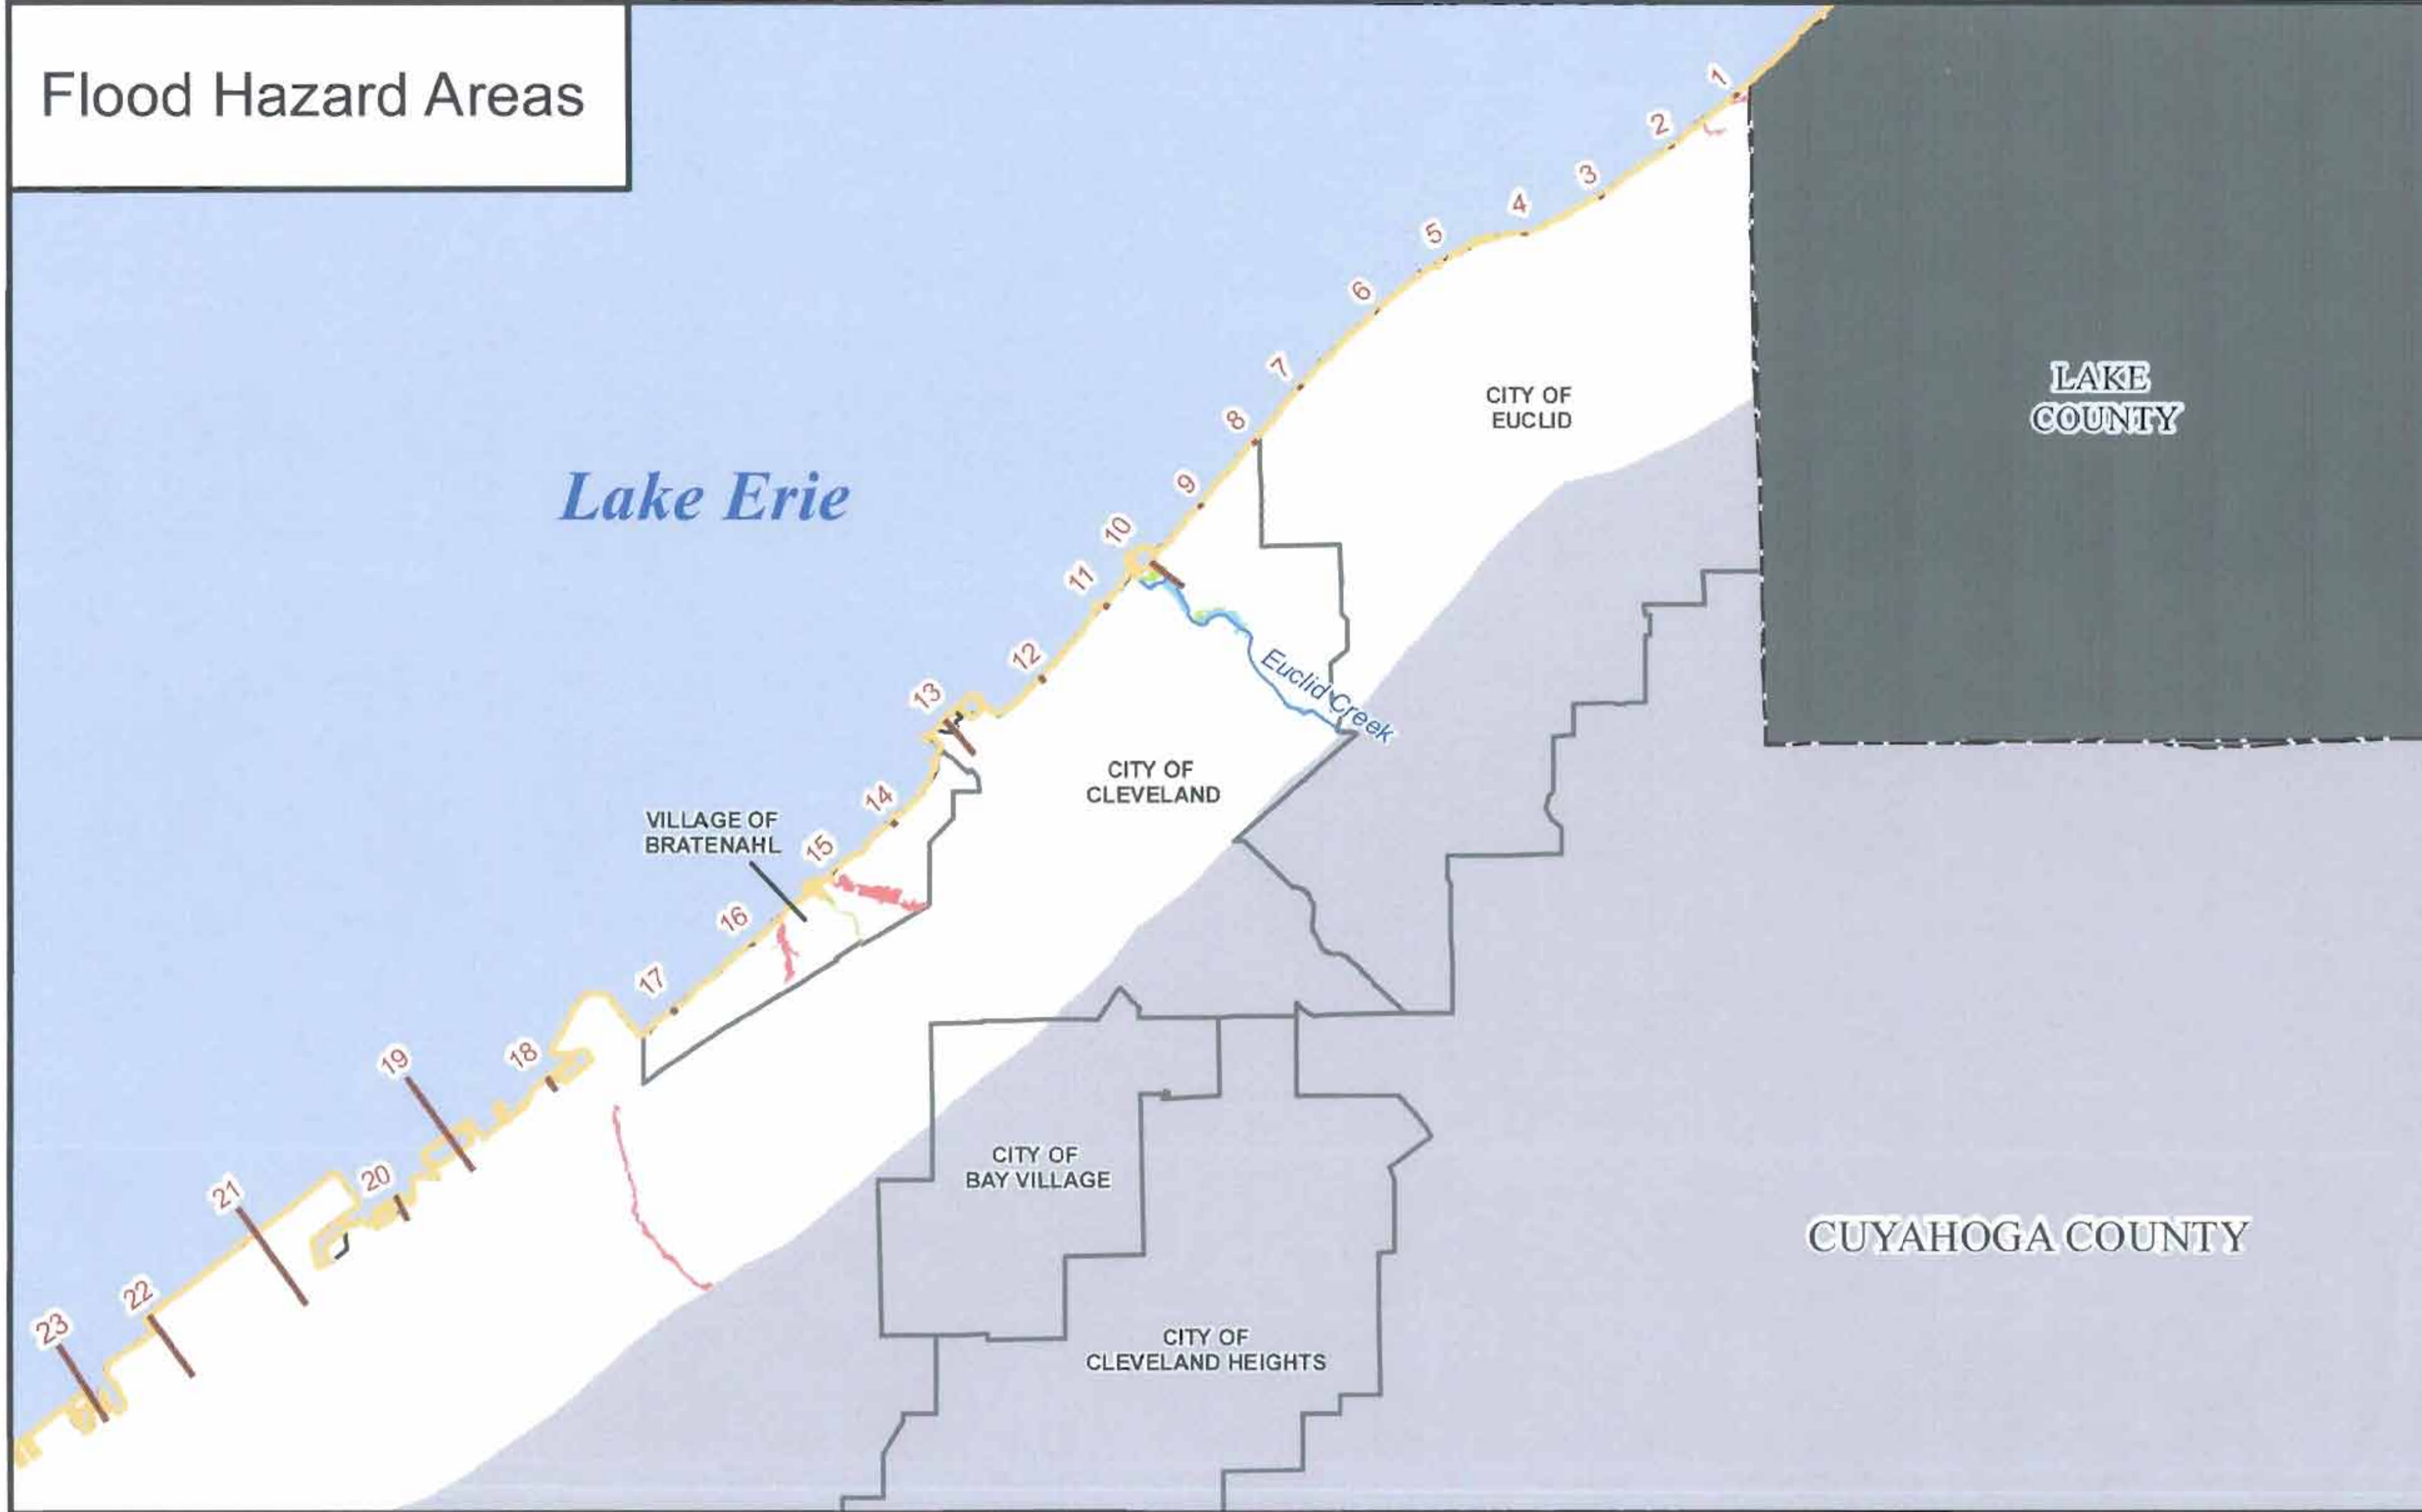 Flood Hazard Areas
1
2
3
4
5
6
7
8
9
10
11
12
13
14
15
16
17
18
19
20
21
22
23
Lake Erie
CITY OF
EUCLID
LAKE
COUNTY
Euclid Creek
CITY OF
CLEVELAND
VILLAGE OF
BRATENAHL
CITY OF
BAY VILLAGE
CUYAHOGA COUNTY
CITY OF
CLEVELAND HEIGHTS